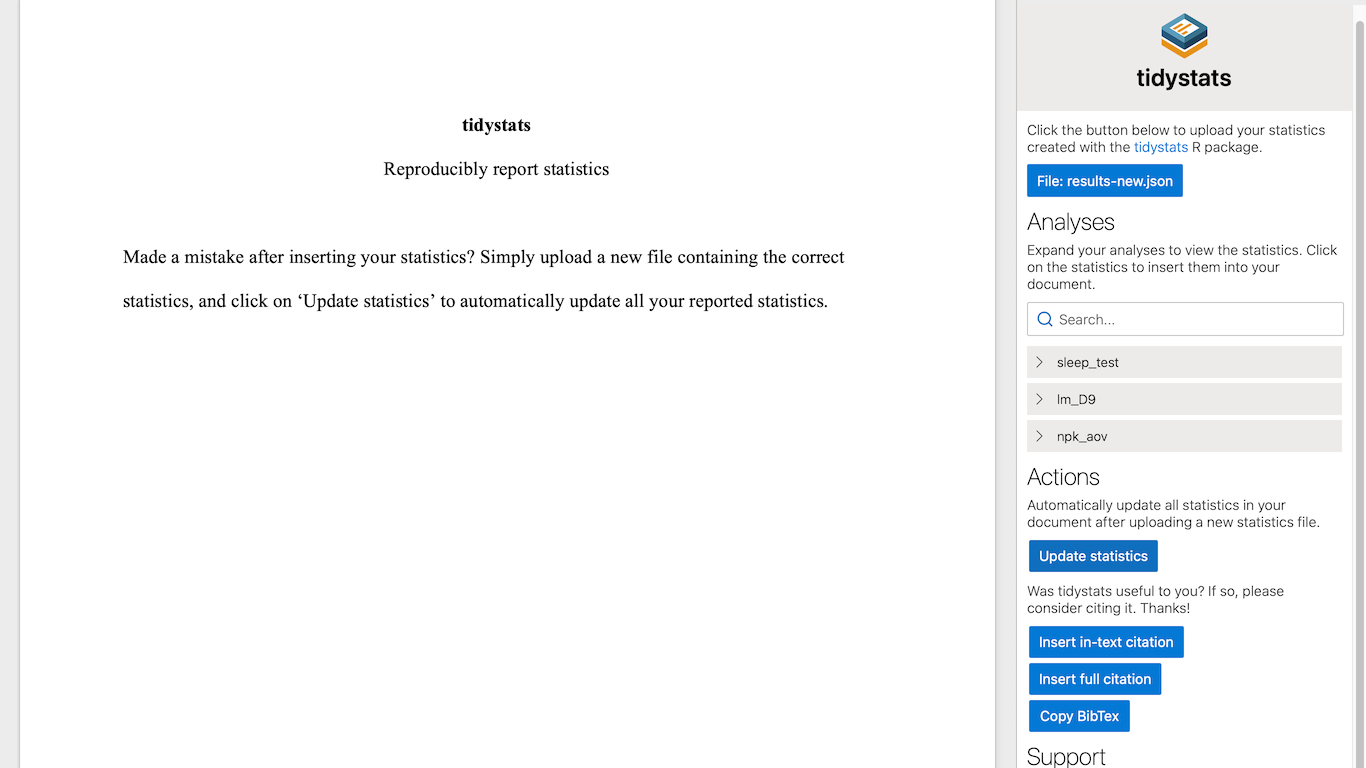 tidystats
Reproducibly report statistics
Made a mistake after inserting your statistics? Simply upload a new file containing the correct
statistics, and click on ‘Update statistics’ to automatically update all your reported statistics.
tidystats
Click the button below to upload your statistics
created with the tidystats R package.
File: results-new.json
Analyses
Expand your analyses to view the statistics. Click
on the statistics to insert them into your
document.
Search...
sleep_test
lm_D9
npk_aov
Actions
Automatically update all statistics in your
document after uploading a new statistics file.
Update statistics
Was tidystats useful to you? If so, please
consider citing it. Thanks!
Insert in-text citation
Insert full citation
Copy BibTex
Support